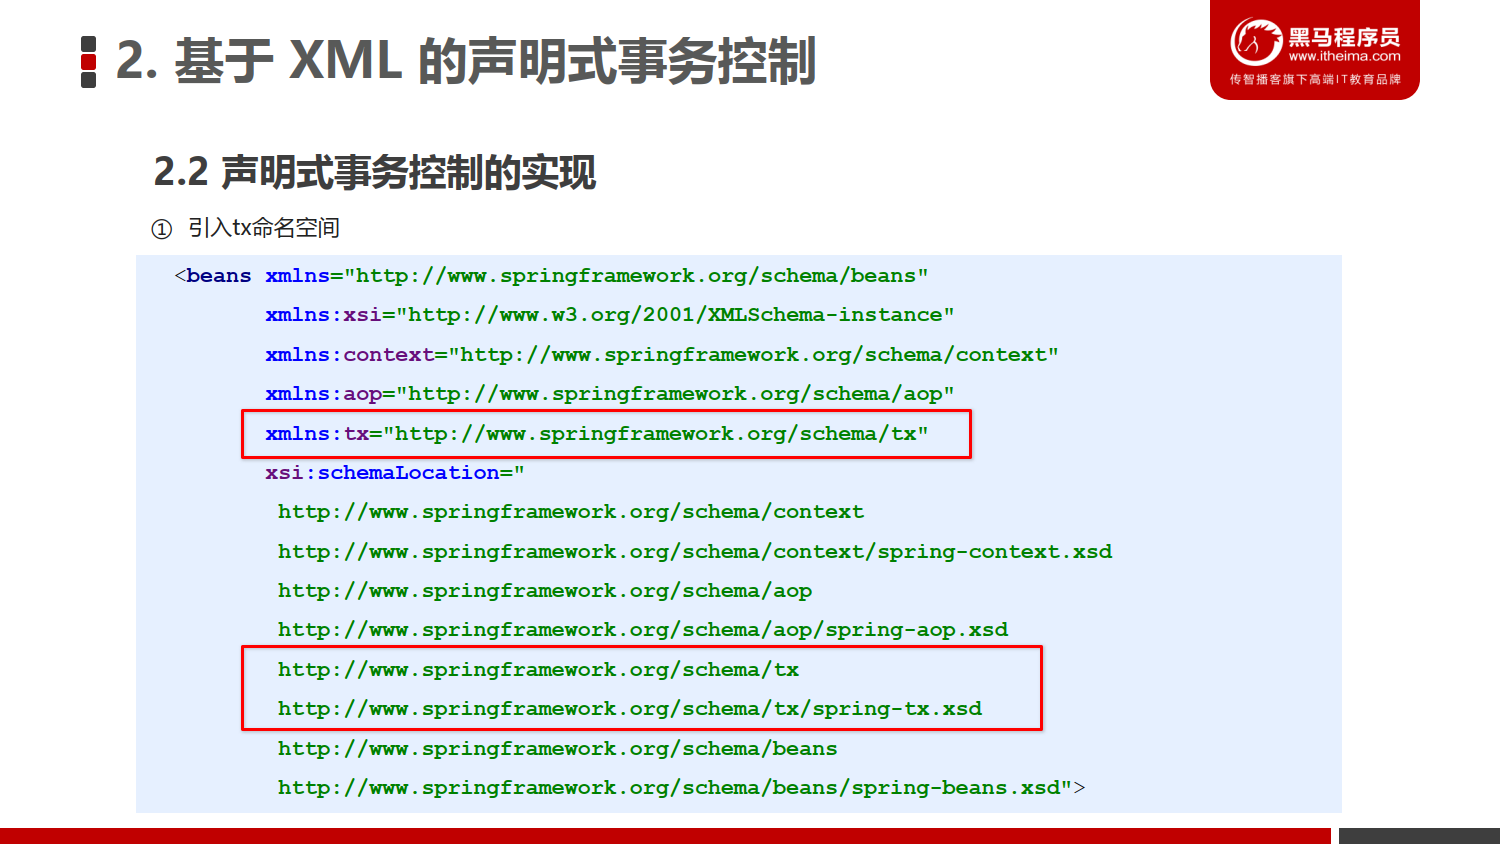 2. 基于 XML 的声明式事务控制
黑马程序员
www.itheima.com
传智播客旗下高端IT教育品牌
2.2 声明式事务控制的实现
① 引入tx命名空间
<beans xmlns="http://www.springframework.org/schema/beans"
xmlns:xsi="http://www.w3.org/2001/XMLSchema-instance"
xmlns:context="http://www.springframework.org/schema/context"
xmlns:aop="http://www.springframework.org/schema/aop"
xmlns:tx="http://www.springframework.org/schema/tx"
xsi:schemaLocation="
http://www.springframework.org/schema/context
http://www.springframework.org/schema/context/spring-context.xsd
http://www.springframework.org/schema/aop
http://www.springframework.org/schema/aop/spring-aop.xsd
http://www.springframework.org/schema/tx
http://www.springframework.org/schema/tx/spring-tx.xsd
http://www.springframework.org/schema/beans
http://www.springframework.org/schema/beans/spring-beans.xsd">